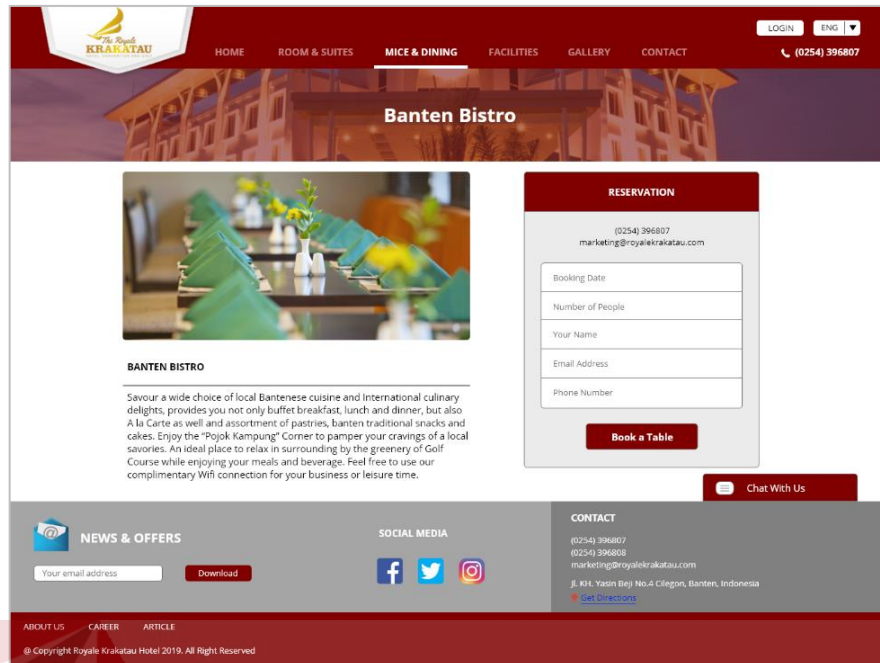 The Royale
KRAKATAU
HOME
ROOM & SUITES
MICE & DINING
FACILITIES
GALLERY
CONTACT
LOGIN
ENG
(0254) 396807
Banten Bistro
BANTEN BISTRO
Savour a wide choice of local Bantenese cuisine and International culinary
delights, provides you not only buffet breakfast, lunch and dinner, but also
A la Carte as well and assortment of pastries, banten traditional snacks and
cakes. Enjoy the “Pojok Kampung” Corner to pamper your cravings of a local
savories. An ideal place to relax in surrounding by the greenery of Golf
Course while enjoying your meals and beverage. Feel free to use our
complimentary Wifi connection for your business or leisure time.
RESERVATION
(0254) 396807
marketing@royalekrakatau.com
Booking Date
Number of People
Your Name
Email Address
Phone Number
Book a Table
Chat With Us
NEWS & OFFERS
Your email address
Download
SOCIAL MEDIA
CONTACT
(0254) 396807
(0254) 396808
marketing@royalekrakatau.com
Jl. KH. Yasin Beji No.4 Cilegon, Banten, Indonesia
Get Directions
ABOUT US
CAREER
ARTICLE
@ Copyright Royale Krakatau Hotel 2019. All Right Reserved